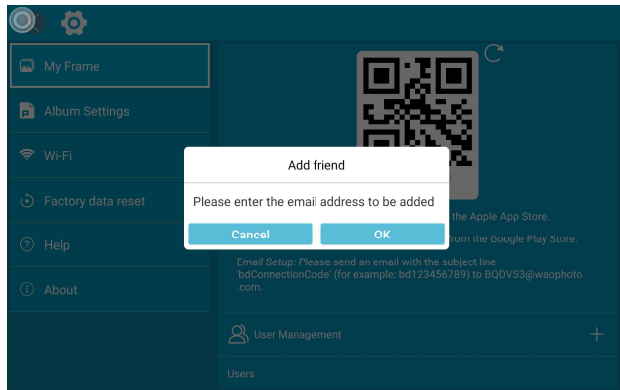 My Frame
Album Settings
Wi-Fi
Factory data reset
Help
About
Add friend
Please enter the email address to be added
Cancel
OK
the Apple App Store.
from the Google Play Store.
Email Setup: Please send an email with the subject line
'bdConnectionCode' (for example: bd123456789) to BQDVS3@waophoto
.com.
User Management
Users